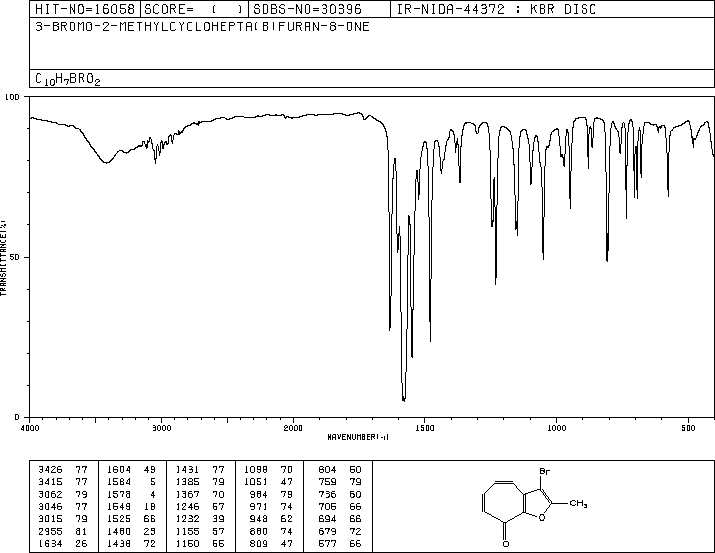 HIT-NO=16058 SCORE= ( ) SDBS-NO=30396 IR-NIDA-44372 : KBR DISC
3-BROMO-2-METHYLCYCLOHEPTA(B)FURAN-8-ONE
C10H7BRO2
100
50
0
TRANSMITTANCE(%)
4000 3000 2000 1500 1000 500
WAVENUMBER(-1)
3426 77 1604 49 1431 77 1098 70 804 60
3415 77 1584 5 1385 79 1051 47 759 79
3062 79 1578 4 1367 70 984 79 736 60
3046 77 1549 18 1246 57 971 74 706 66
3015 79 1525 66 1232 39 948 62 694 66
2955 81 1480 23 1155 57 880 74 679 72
1634 26 1438 72 1150 55 809 47 577 66
Br
CH3
O
O